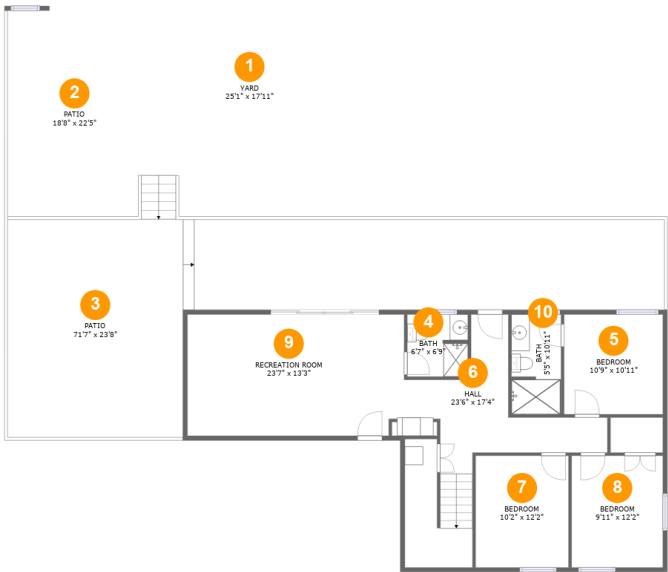 1
YARD
25'1" x 17'11"
2
PATIO
18'8" x 22'5"
3
PATIO
71'7" x 23'8"
4
BATH
6'7" x 6'9"
10
BATH
5'5" x 10'11"
5
BEDROOM
10'9" x 10'11"
9
RECREATION ROOM
23'7" x 13'3"
6
HALL
23'6" x 17'4"
7
BEDROOM
10'2" x 12'2"
8
BEDROOM
9'11" x 12'2"